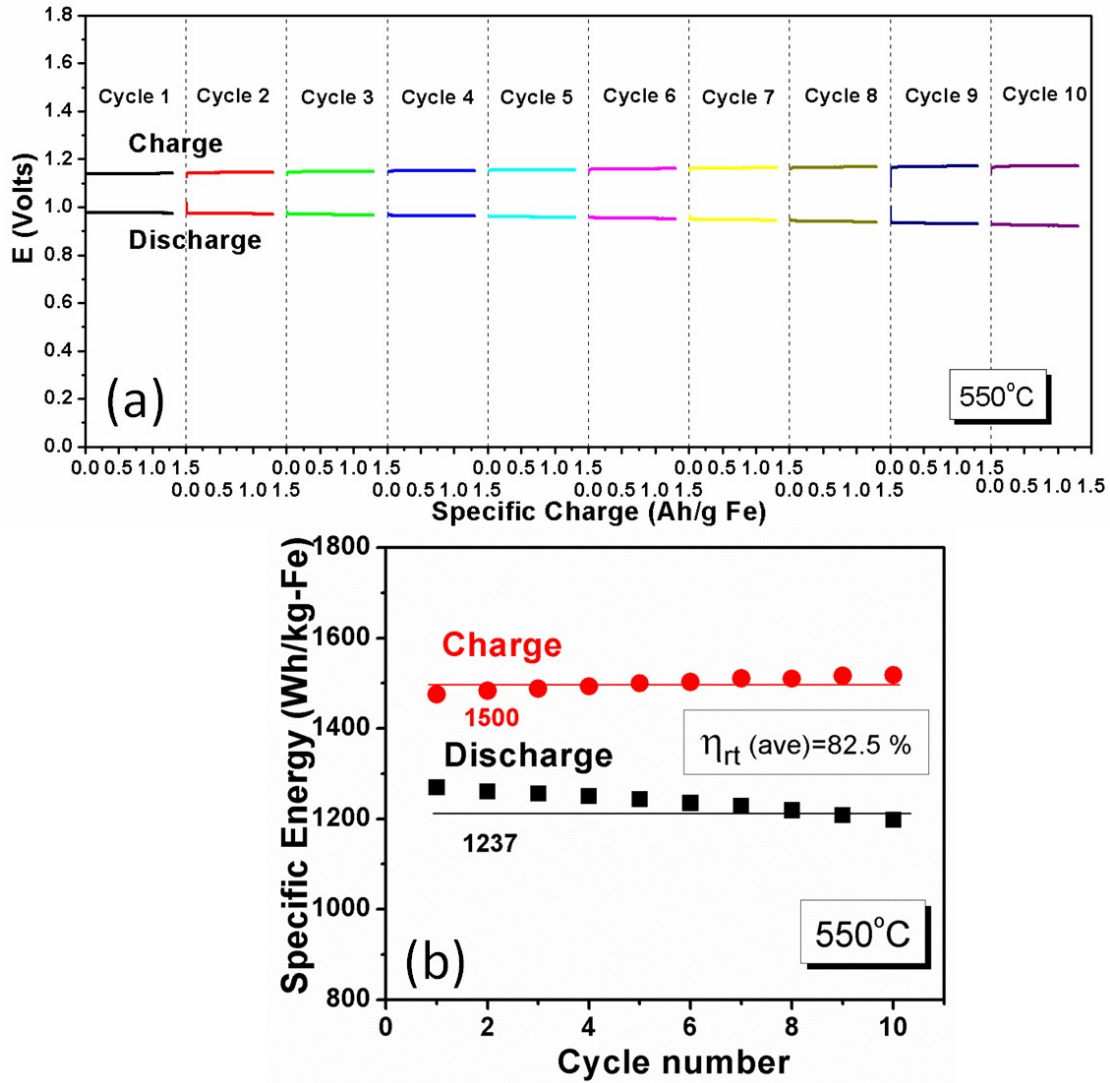 1.8
1.6
1.4
1.2
1.0
0.8
0.6
0.4
0.2
0.0
E (Volts)
Cycle 1 Cycle 2 Cycle 3 Cycle 4 Cycle 5 Cycle 6 Cycle 7 Cycle 8 Cycle 9 Cycle 10
Charge
Discharge
(a)
550°C
0.0 0.5 1.0 1.5 0.0 0.5 1.0 1.5 0.0 0.5 1.0 1.5 0.0 0.5 1.0 1.5 0.0 0.5 1.0 1.5
0.0 0.5 1.0 1.5 0.0 0.5 1.0 1.5 0.0 0.5 1.0 1.5 0.0 0.5 1.0 1.5 0.0 0.5 1.0 1.5
Specific Charge (Ah/g Fe)
Specific Energy (Wh/kg-Fe)
1800
1600
1400
1200
1000
800
Charge
1500
ηrt (ave)=82.5 %
Discharge
1237
550°C
(b)
0 2 4 6 8 10
Cycle number